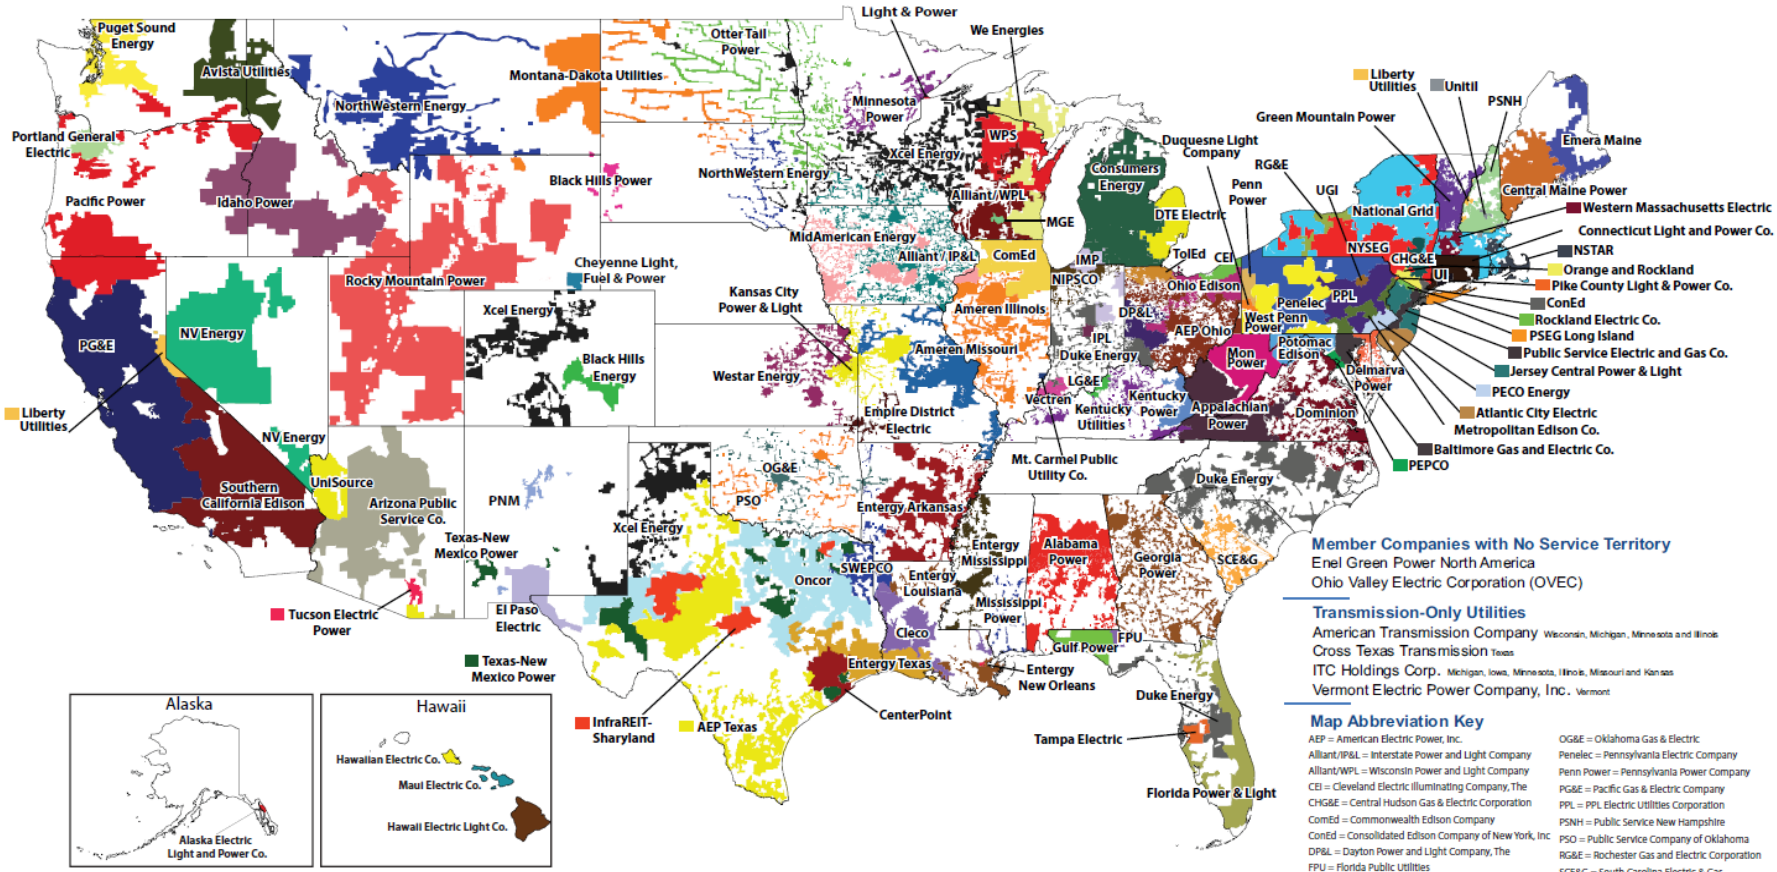 Puget Sound
Energy
Avista Utilities
NorthWestern Energy
Montana-Dakota Utilities
Otter Tail
Power
Light & Power
We Energies
Minnesota
Power
Portland General
Electric
Pacific Power
Idaho Power
Black Hills Power
NorthWestern Energy
Xcel Energy
WPS
Alliant/WPL
MGE
Consumers
Energy
DTE Electric
Duquesne Light
Company
Penn
Power
RG&E
UGI
Green Mountain Power
Liberty
Utilities
Unitil
PSNH
Emera Maine
Central Maine Power
Western Massachusetts Electric
Connecticut Light and Power Co.
NSTAR
National Grid
NYSEG
CHG&E
UI
Orange and Rockland
Pike County Light & Power Co.
ConEd
Rockland Electric Co.
PSEG Long Island
Public Service Electric and Gas Co.
Jersey Central Power & Light
PECO Energy
Atlantic City Electric
Metropolitan Edison Co.
Baltimore Gas and Electric Co.
PEPCO
MidAmerican Energy
Alliant / IP&L
ComEd
IMP
NIPSCO
TolEd
CEI
Ohio Edison
Penelec
PPL
West Penn
Power
Potomac
Edison
Mon
Power
Delmarva
Power
Dominion
Appalachian
Power
AEP Ohio
DP&L
IPL
Duke Energy
LG&E
Vectren
Kentucky
Utilities
Kentucky
Power
Mt. Carmel Public
Utility Co.
Rocky Mountain Power
Cheyenne Light,
Fuel & Power
Xcel Energy
Black Hills
Energy
Kansas City
Power & Light
Westar Energy
Ameren Illinois
Ameren Missouri
Empire District
Electric
NV Energy
PG&E
Liberty
Utilities
NV Energy
Southern
California Edison
UniSource
Arizona Public
Service Co.
Tucson Electric
Power
PNM
Texas-New
Mexico Power
El Paso
Electric
Texas-New
Mexico Power
Xcel Energy
OG&E
PSO
Oncor
SWEPCO
Entergy Arkansas
Entergy
Louisiana
Entergy
Mississippi
Mississippi
Power
Alabama
Power
Georgia
Power
SCE&G
Duke Energy
Cleco
Entergy Texas
Entergy
New Orleans
CenterPoint
InfraREIT-
Sharyland
AEP Texas
Gulf Power
FPU
Duke Energy
Tampa Electric
Florida Power & Light
Alaska
Alaska Electric
Light and Power Co.
Hawaii
Hawaiian Electric Co.
Maui Electric Co.
Hawaii Electric Light Co.
Member Companies with No Service Territory
Enel Green Power North America
Ohio Valley Electric Corporation (OVEC)
Transmission-Only Utilities
American Transmission Company Wisconsin, Michigan, Minnesota and Illinois
Cross Texas Transmission Texas
ITC Holdings Corp. Michigan, Iowa, Minnesota, Illinois, Missouri and Kansas
Vermont Electric Power Company, Inc. Vermont
Map Abbreviation Key
AEP = American Electric Power, Inc.
Alliant/IP&L = Interstate Power and Light Company
Alliant/WPL = Wisconsin Power and Light Company
CEI = Cleveland Electric Illuminating Company, The
CHG&E = Central Hudson Gas & Electric Corporation
ComEd = Commonwealth Edison Company
ConEd = Consolidated Edison Company of New York, Inc
DP&L = Dayton Power and Light Company, The
FPU = Florida Public Utilities
OG&E = Oklahoma Gas & Electric
Penelec = Pennsylvania Electric Company
Penn Power = Pennsylvania Power Company
PG&E = Pacific Gas & Electric Company
PPL = PPL Electric Utilities Corporation
PSNH = Public Service New Hampshire
PSO = Public Service Company of Oklahoma
RG&E = Rochester Gas and Electric Corporation
SCE&G = South Carolina Electric & Gas